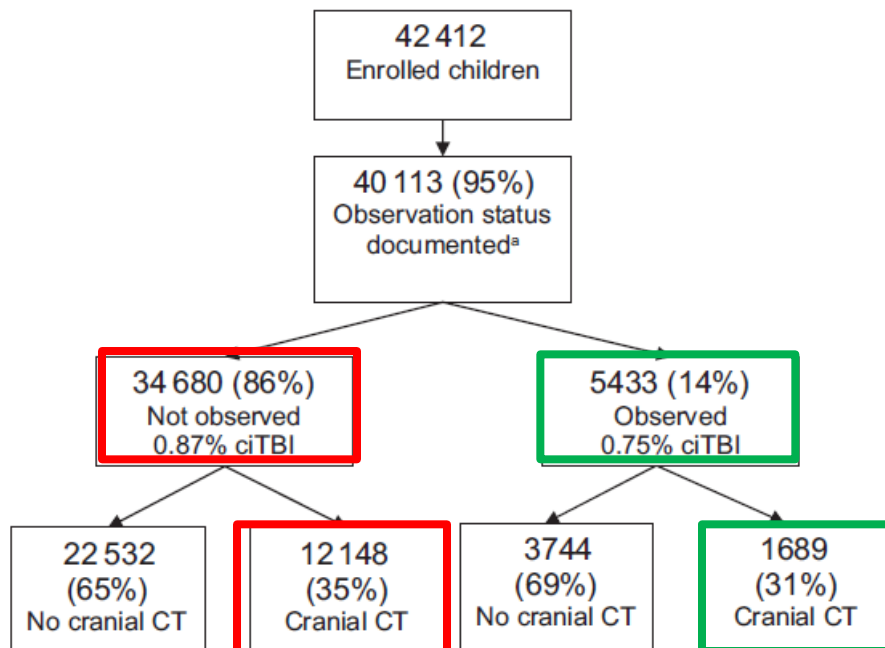 42 412
Enrolled children
40 113 (95%)
Observation status
documentedᵃ
34 680 (86%)
Not observed
0.87% ciTBI
5433 (14%)
Observed
0.75% ciTBI
22 532
(65%)
No cranial CT
12 148
(35%)
Cranial CT
3744
(69%)
No cranial CT
1689
(31%)
Cranial CT